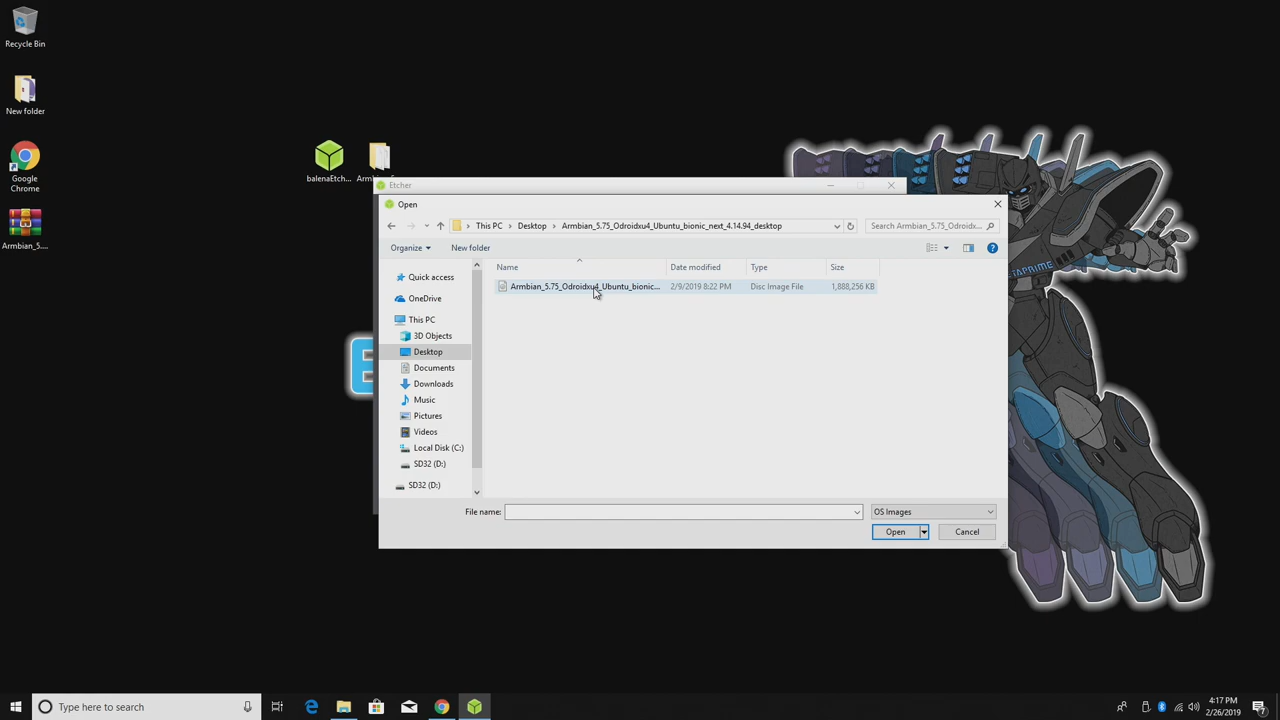 Recycle Bin
New folder
Google
Chrome
Armbian_5....
balenaEtch...
Armbian_5...
Etcher
Open
This PC
Desktop
Armbian_5.75_Odroidxu4_Ubuntu_bionic_next_4.14.94_desktop
Search Armbian_5.75_Odroidx...
Organize
New folder
Name
Date modified
Type
Size
Armbian_5.75_Odroidxu4_Ubuntu_bionic...
2/9/2019 8:22 PM
Disc Image File
1,888,256 KB
Quick access
OneDrive
This PC
3D Objects
Desktop
Documents
Downloads
Music
Pictures
Videos
Local Disk (C:)
SD32 (D:)
SD32 (D:)
File name:
OS Images
Open
Cancel
Type here to search
4:17 PM
2/26/2019